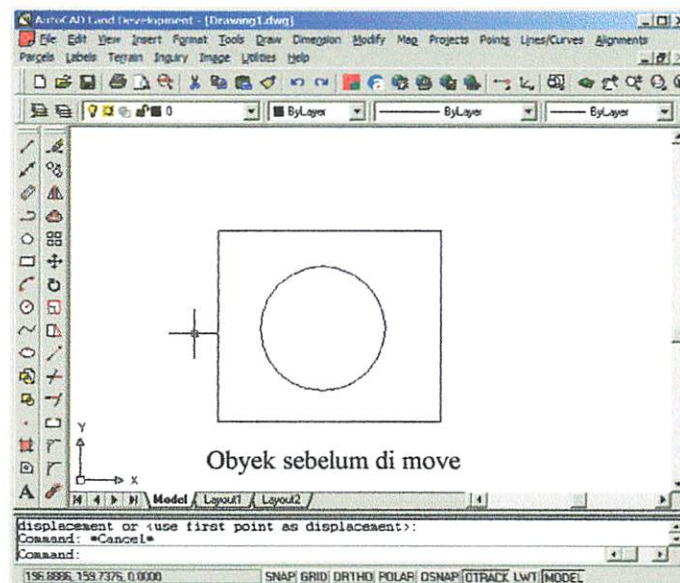 AutoCAD Land Development - [Drawing1.dwg]
File Edit View Insert Format Tools Draw Dimension Modify Map Projects Points Lines/Curves Alignments
Parcels Labels Terrain Inquiry Image Utilities Help
0 ByLayer ByLayer ByLayer
Y
X
Obyek sebelum di move
A
Model Layout1 Layout2
displacement or <use first point as displacement>:
Command: *Cancel*
Command:
196.8886, 159.7376, 0.0000 SNAP GRID ORTHO POLAR OSNAP OTRACK LWT MODEL